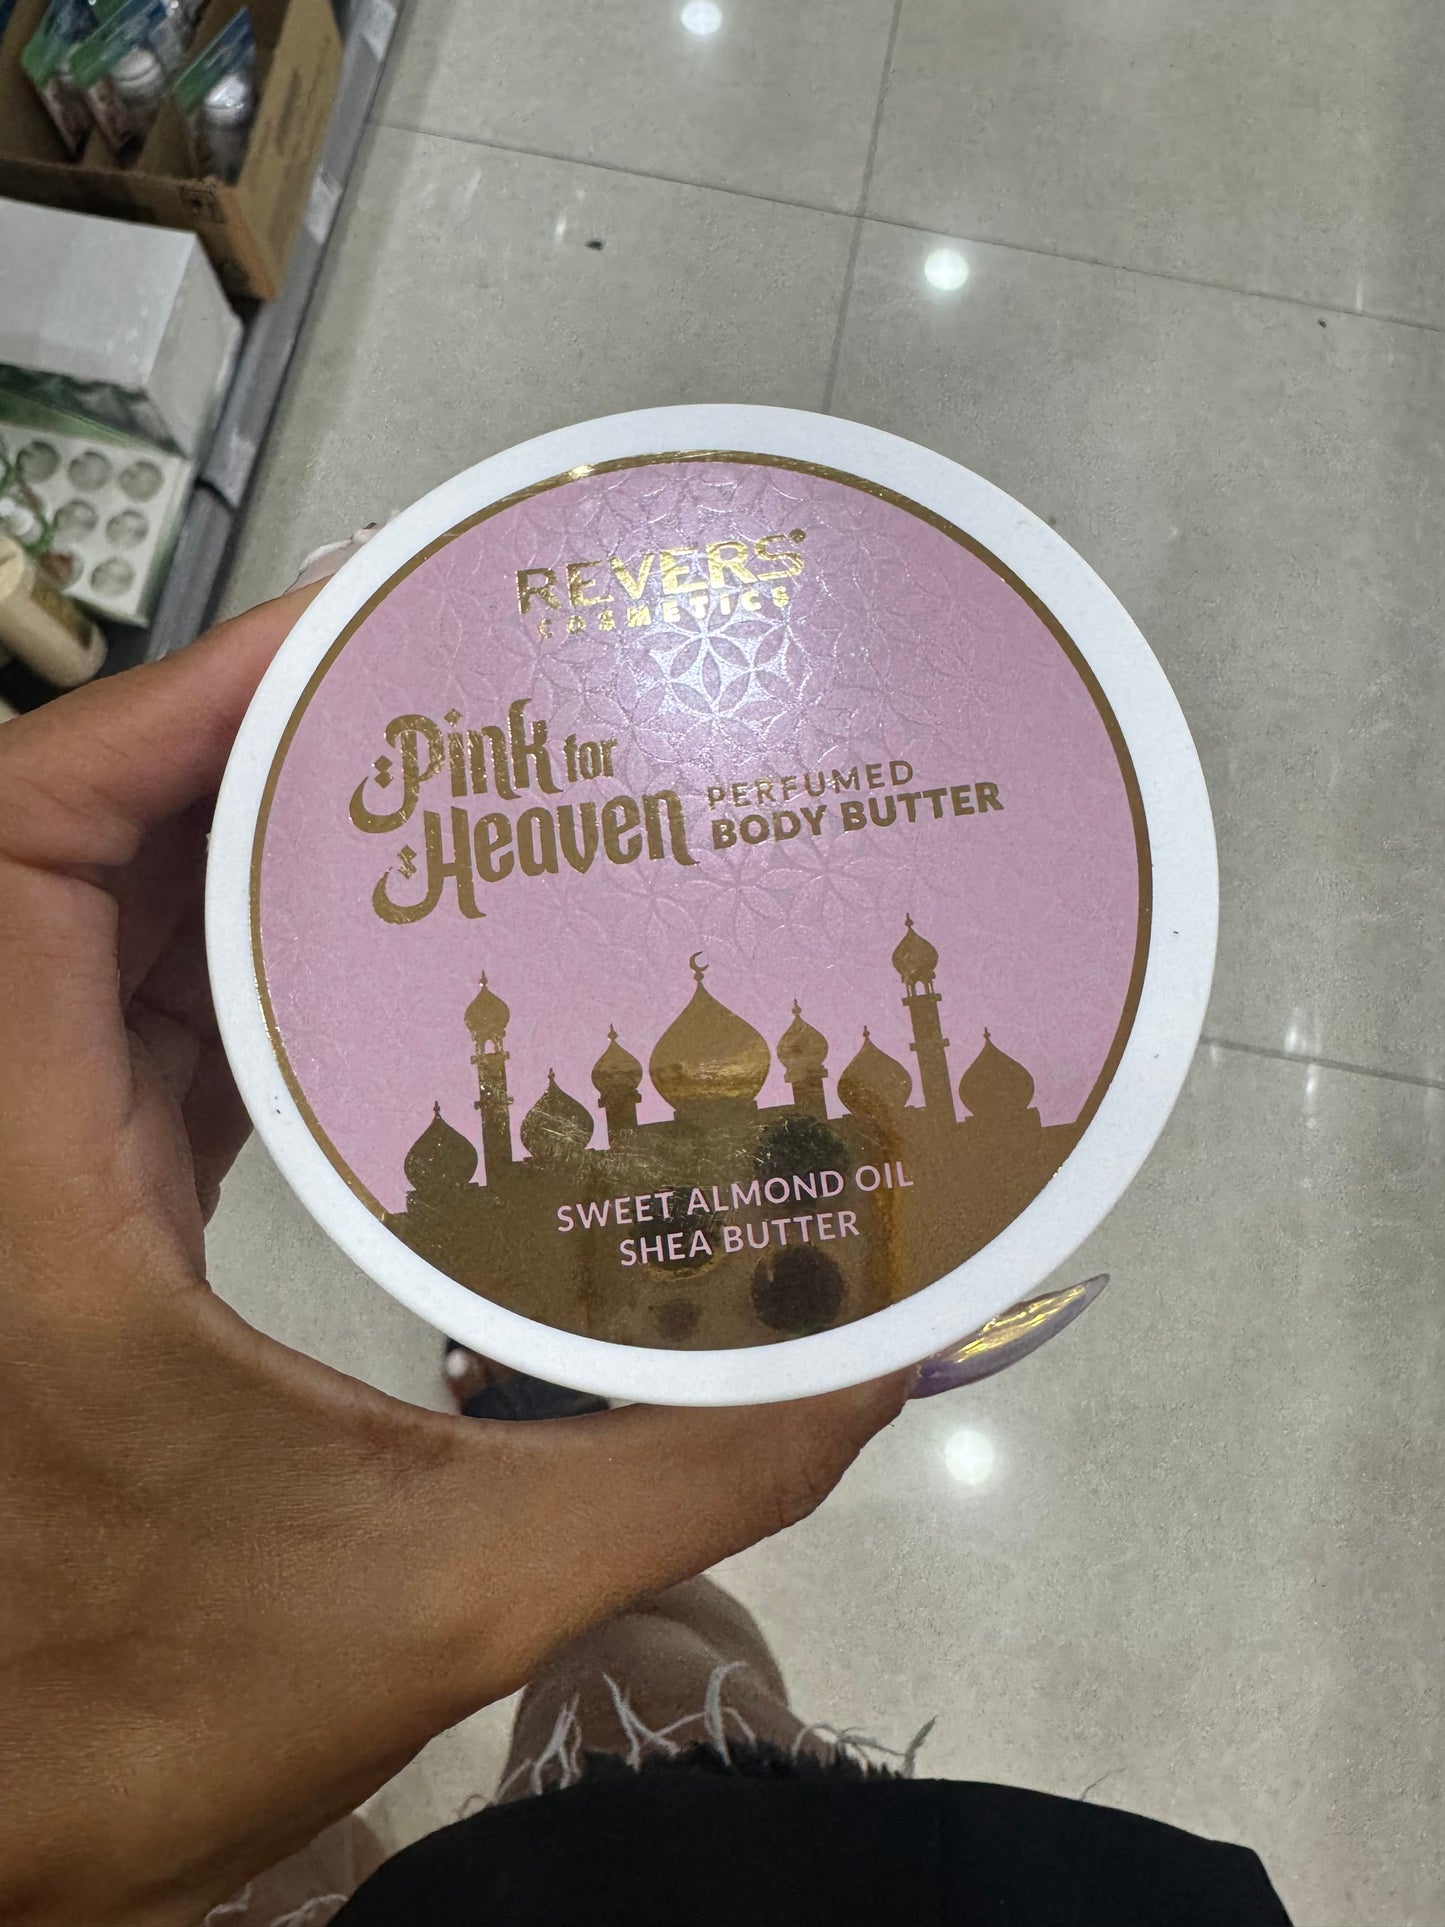 REVERS®
COSMETICS
Pink for
Heaven
PERFUMED
BODY BUTTER
SWEET ALMOND OIL
SHEA BUTTER